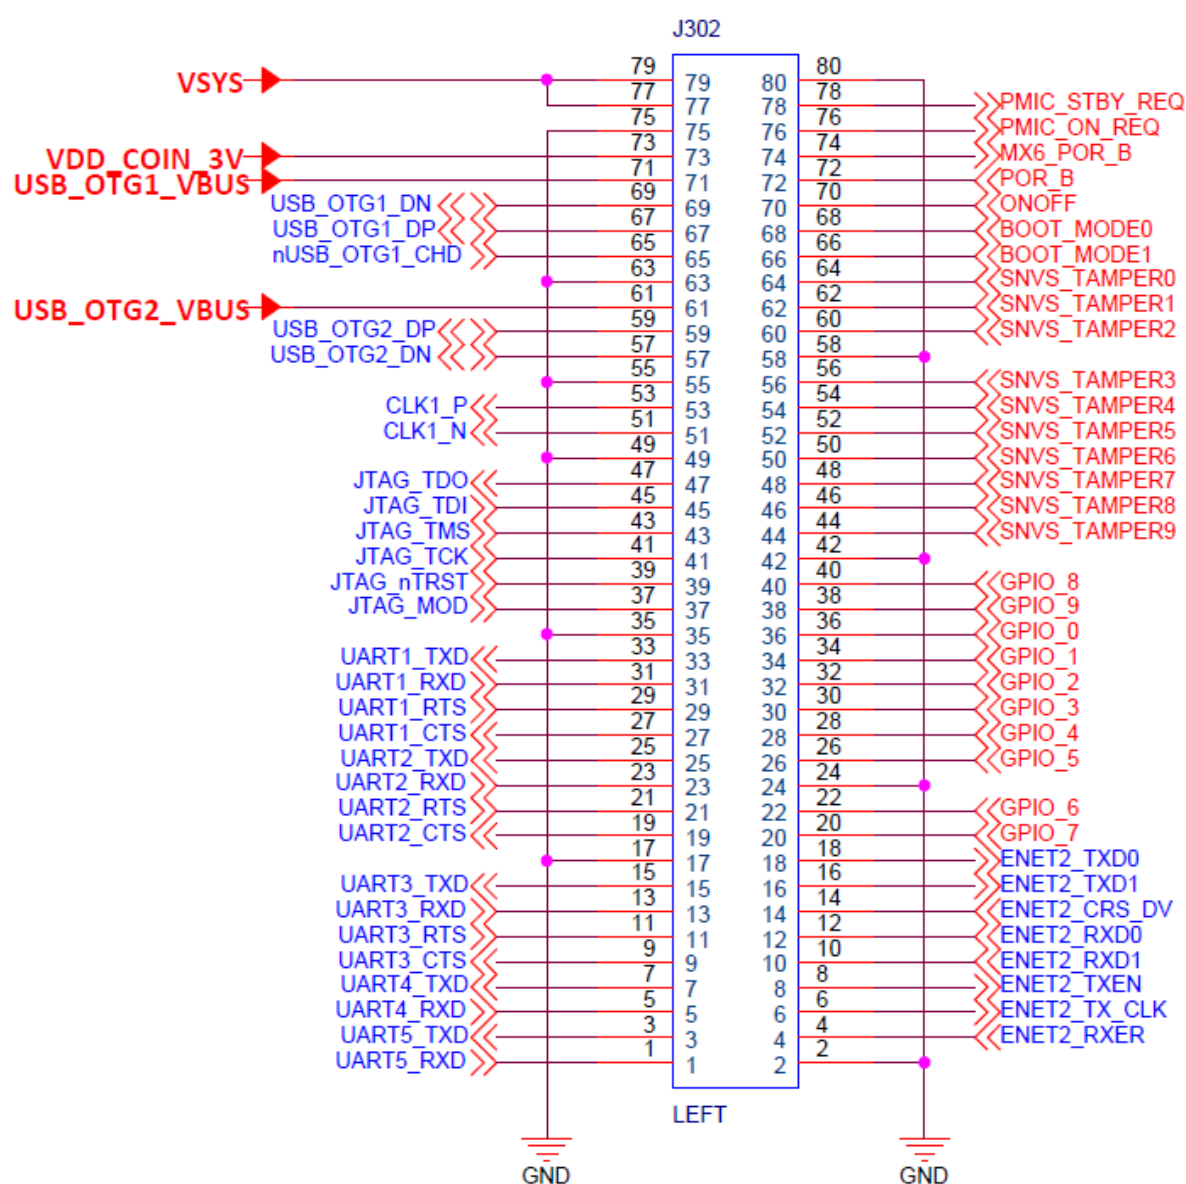 J302
79 79 80 80
VSYS
77 77 78 78 PMIC_STBY_REQ
75 75 76 76 PMIC_ON_REQ
VDD_COIN_3V 73 73 74 74 MX6_POR_B
USB_OTG1_VBUS 71 71 72 72 POR_B
USB_OTG1_DN 69 69 70 70 ONOFF
USB_OTG1_DP 67 67 68 68 BOOT_MODE0
nUSB_OTG1_CHD 65 65 66 66 BOOT_MODE1
63 63 64 64 SNVS_TAMPER0
USB_OTG2_VBUS 61 61 62 62 SNVS_TAMPER1
USB_OTG2_DP 59 59 60 60 SNVS_TAMPER2
USB_OTG2_DN 57 57 58 58
55 55 56 56 SNVS_TAMPER3
CLK1_P 53 53 54 54 SNVS_TAMPER4
CLK1_N 51 51 52 52 SNVS_TAMPER5
49 49 50 50 SNVS_TAMPER6
JTAG_TDO 47 47 48 48 SNVS_TAMPER7
JTAG_TDI 45 45 46 46 SNVS_TAMPER8
JTAG_TMS 43 43 44 44 SNVS_TAMPER9
JTAG_TCK 41 41 42 42
JTAG_nTRST 39 39 40 40 GPIO_8
JTAG_MOD 37 37 38 38 GPIO_9
35 35 36 36 GPIO_0
UART1_TXD 33 33 34 34 GPIO_1
UART1_RXD 31 31 32 32 GPIO_2
UART1_RTS 29 29 30 30 GPIO_3
UART1_CTS 27 27 28 28 GPIO_4
UART2_TXD 25 25 26 26 GPIO_5
UART2_RXD 23 23 24 24
UART2_RTS 21 21 22 22 GPIO_6
UART2_CTS 19 19 20 20 GPIO_7
17 17 18 18 ENET2_TXD0
UART3_TXD 15 15 16 16 ENET2_TXD1
UART3_RXD 13 13 14 14 ENET2_CRS_DV
UART3_RTS 11 11 12 12 ENET2_RXD0
UART3_CTS 9 9 10 10 ENET2_RXD1
UART4_TXD 7 7 8 8 ENET2_TXEN
UART4_RXD 5 5 6 6 ENET2_TX_CLK
UART5_TXD 3 3 4 4 ENET2_RXER
UART5_RXD 1 1 2 2
LEFT
GND GND